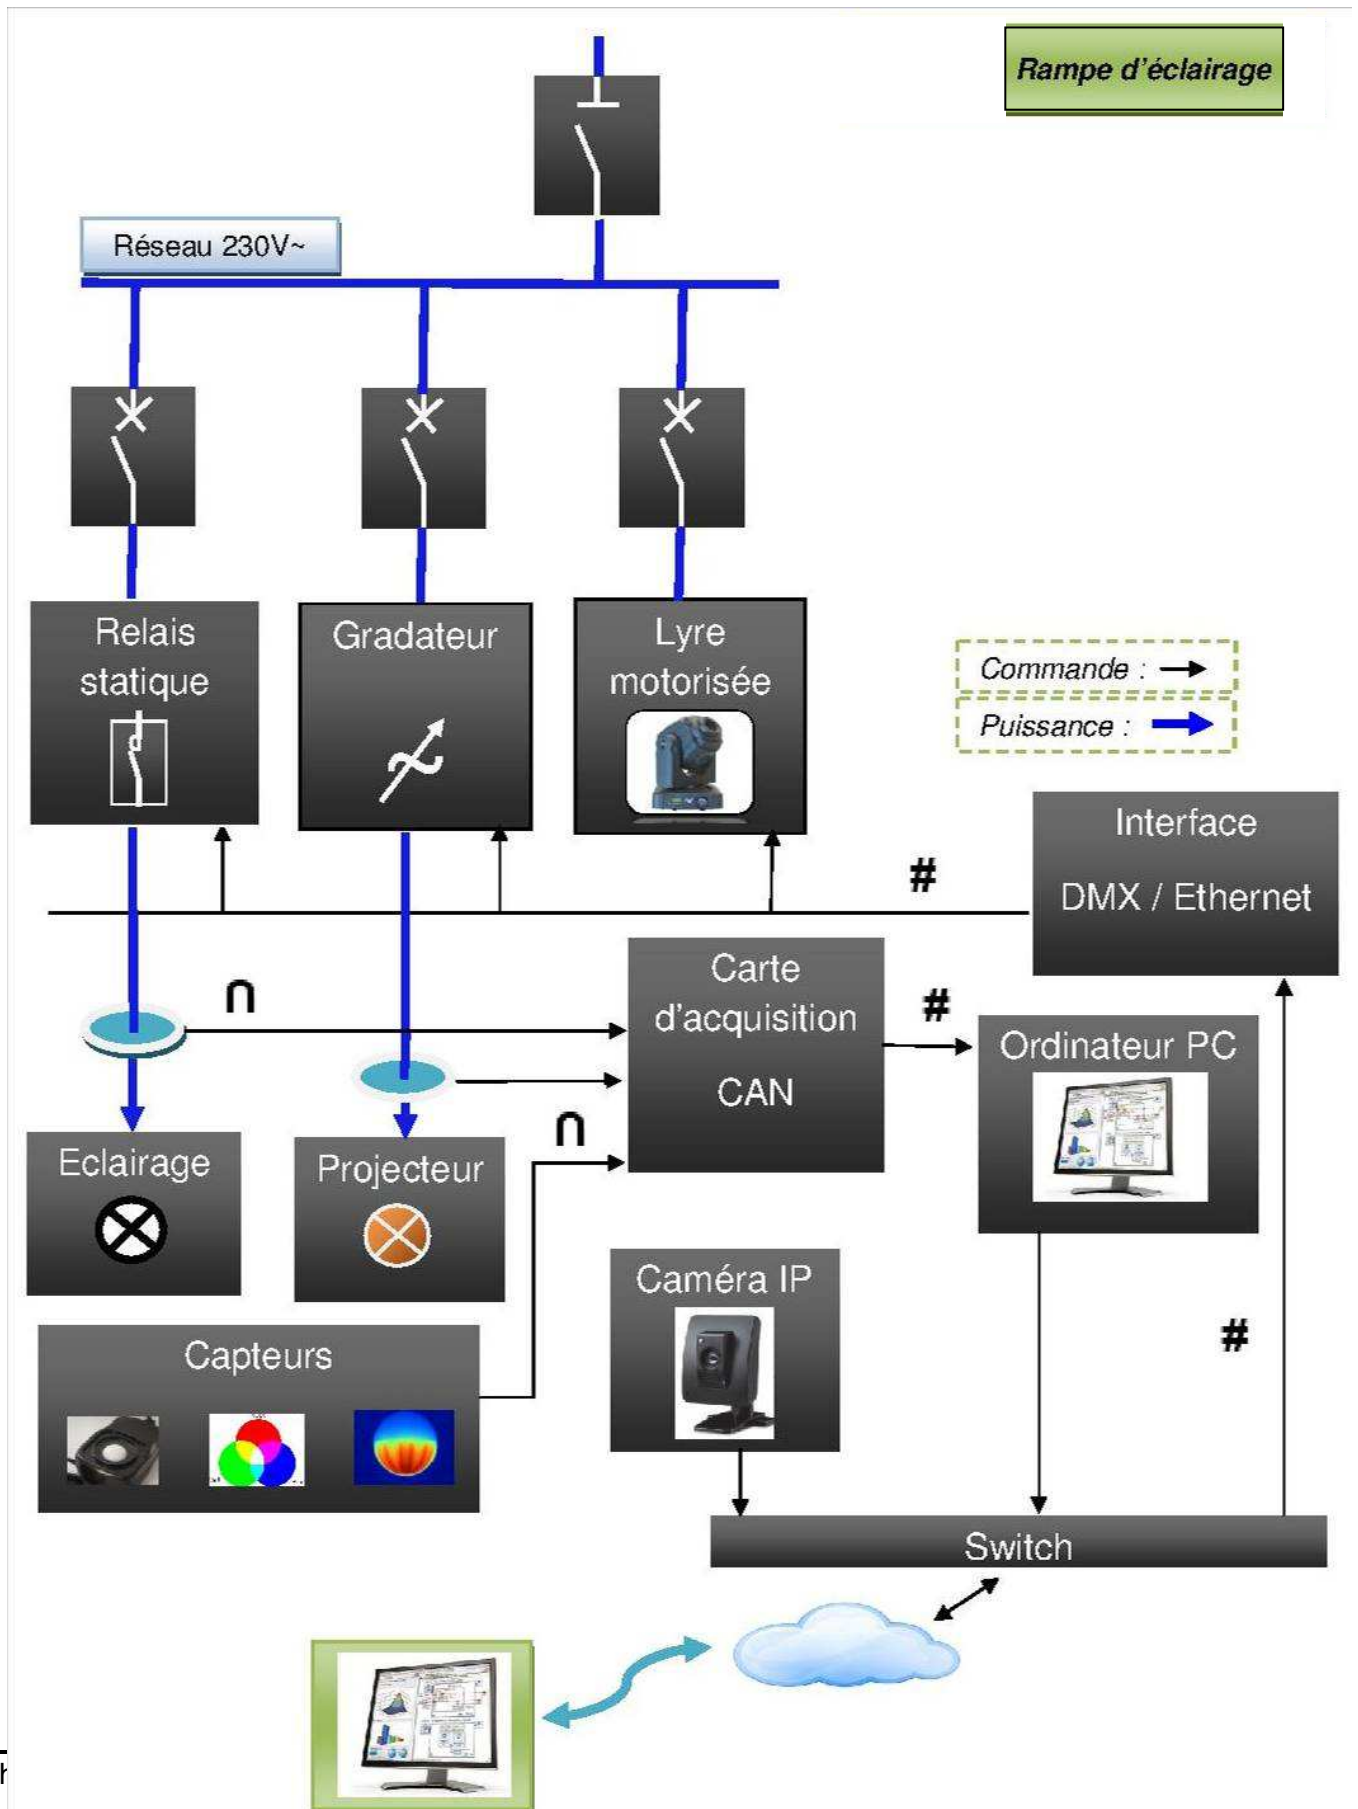 Rampe d'éclairage
Réseau 230V~
Relais
statique
Gradateur
Lyre
motorisée
Commande :
Puissance :
Interface
DMX / Ethernet
#
∩
Carte
d'acquisition
CAN
#
Ordinateur PC
∩
Eclairage
Projecteur
Caméra IP
#
Capteurs
Switch